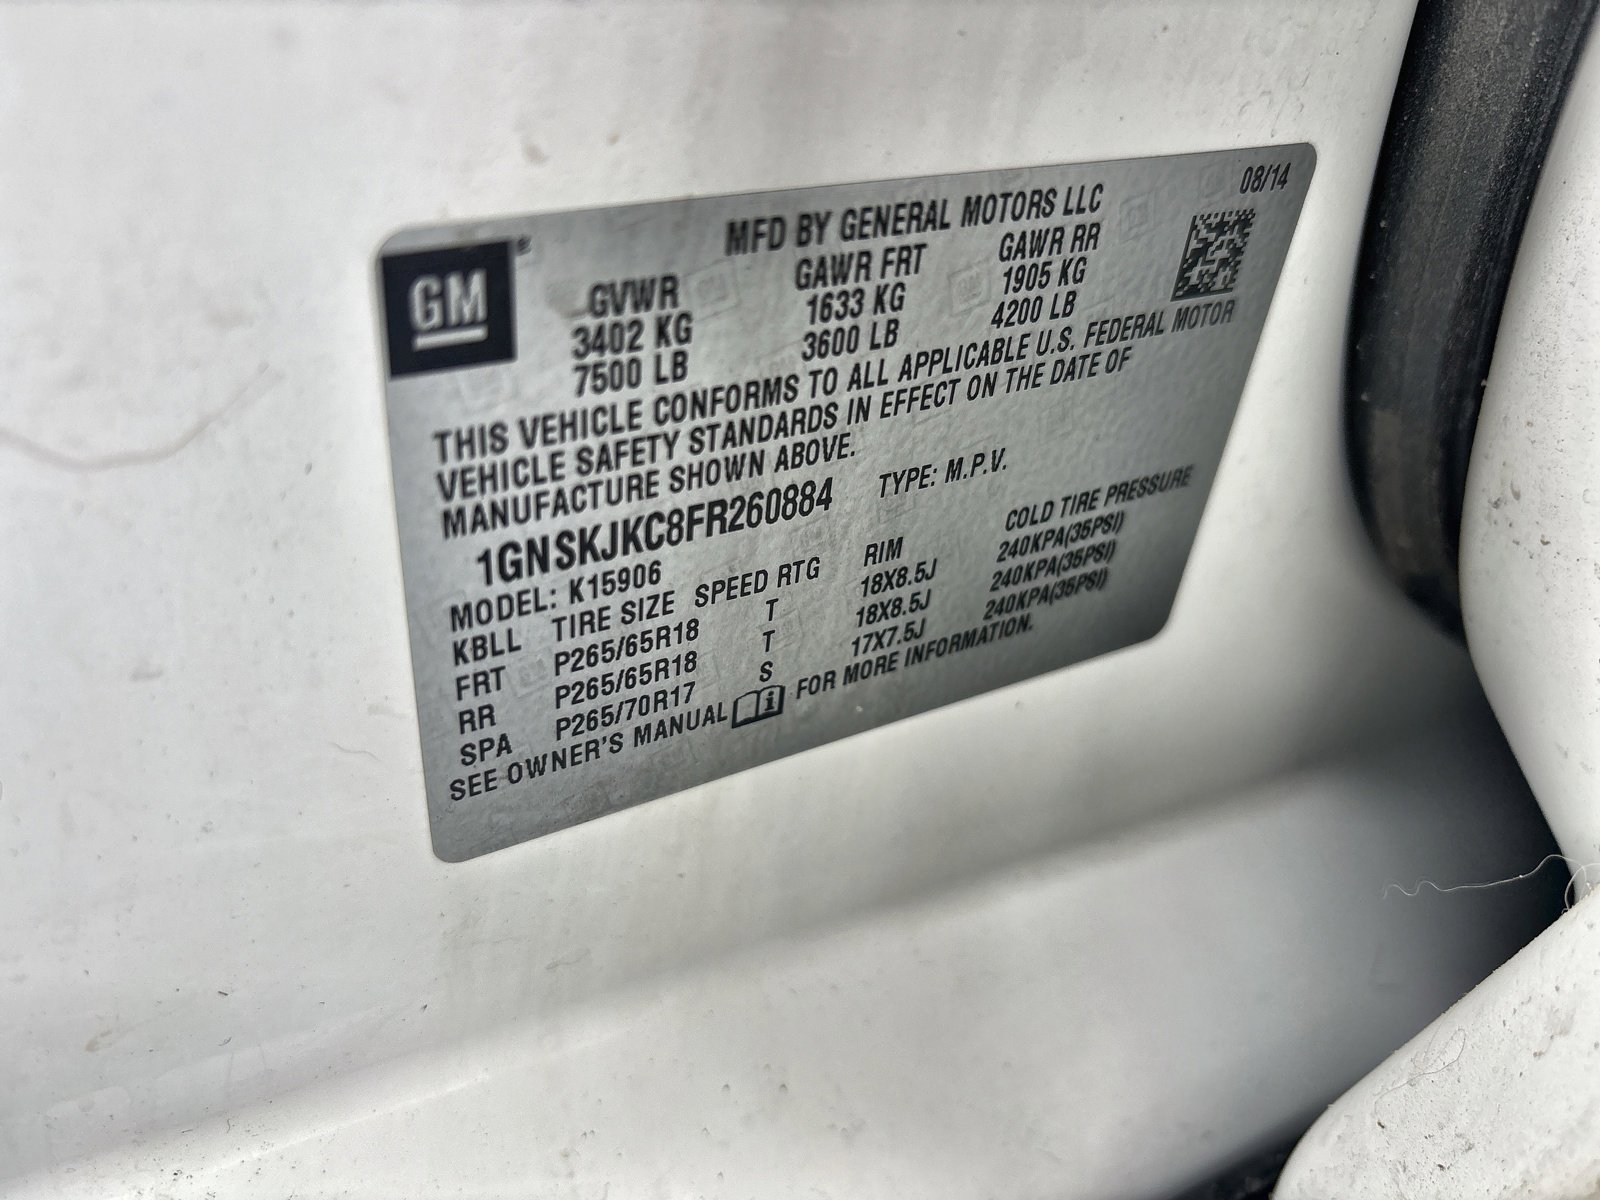 GM
MFD BY GENERAL MOTORS LLC 08/14
GVWR GAWR FRT GAWR RR
3402 KG 1633 KG 1905 KG
7500 LB 3600 LB 4200 LB
THIS VEHICLE CONFORMS TO ALL APPLICABLE U.S. FEDERAL MOTOR
VEHICLE SAFETY STANDARDS IN EFFECT ON THE DATE OF
MANUFACTURE SHOWN ABOVE.
1GNSKJKC8FR260884 TYPE: M.P.V.
MODEL: K15906
KBLL TIRE SIZE SPEED RTG RIM COLD TIRE PRESSURE
FRT P265/65R18 T 18X8.5J 240KPA(35PSI)
RR P265/65R18 T 18X8.5J 240KPA(35PSI)
SPA P265/70R17 S 17X7.5J 240KPA(35PSI)
SEE OWNER'S MANUAL i FOR MORE INFORMATION.